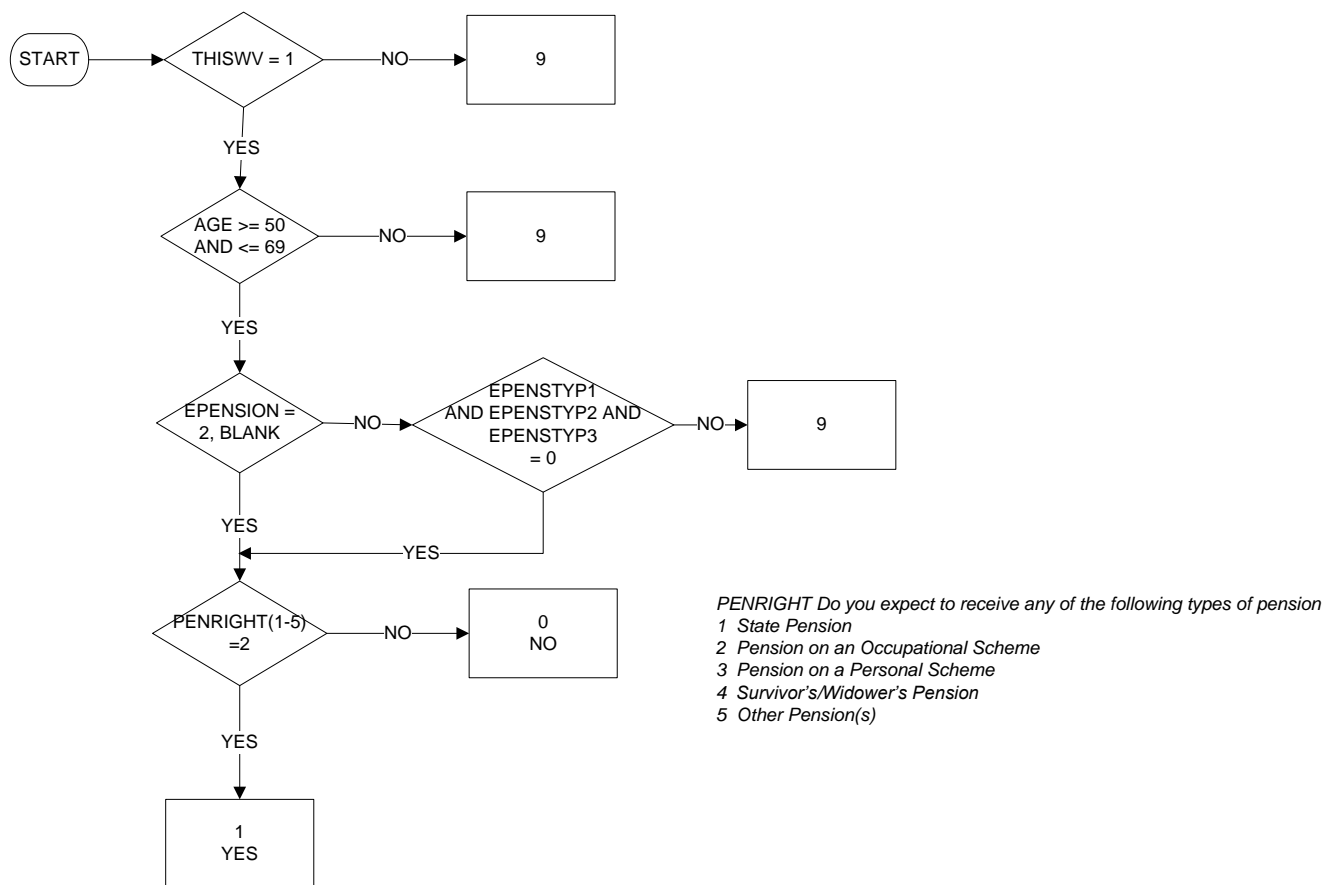 START
THISWV = 1
NO
9
YES
AGE >= 50
AND <= 69
NO
9
YES
EPENSION =
2, BLANK
NO
EPENSTYP1
AND EPENSTYP2 AND
EPENSTYP3
= 0
NO
9
YES
YES
PENRIGHT(1-5)
=2
NO
0
NO
YES
1
YES
PENRIGHT Do you expect to receive any of the following types of pension
1 State Pension
2 Pension on an Occupational Scheme
3 Pension on a Personal Scheme
4 Survivor's/Widower's Pension
5 Other Pension(s)